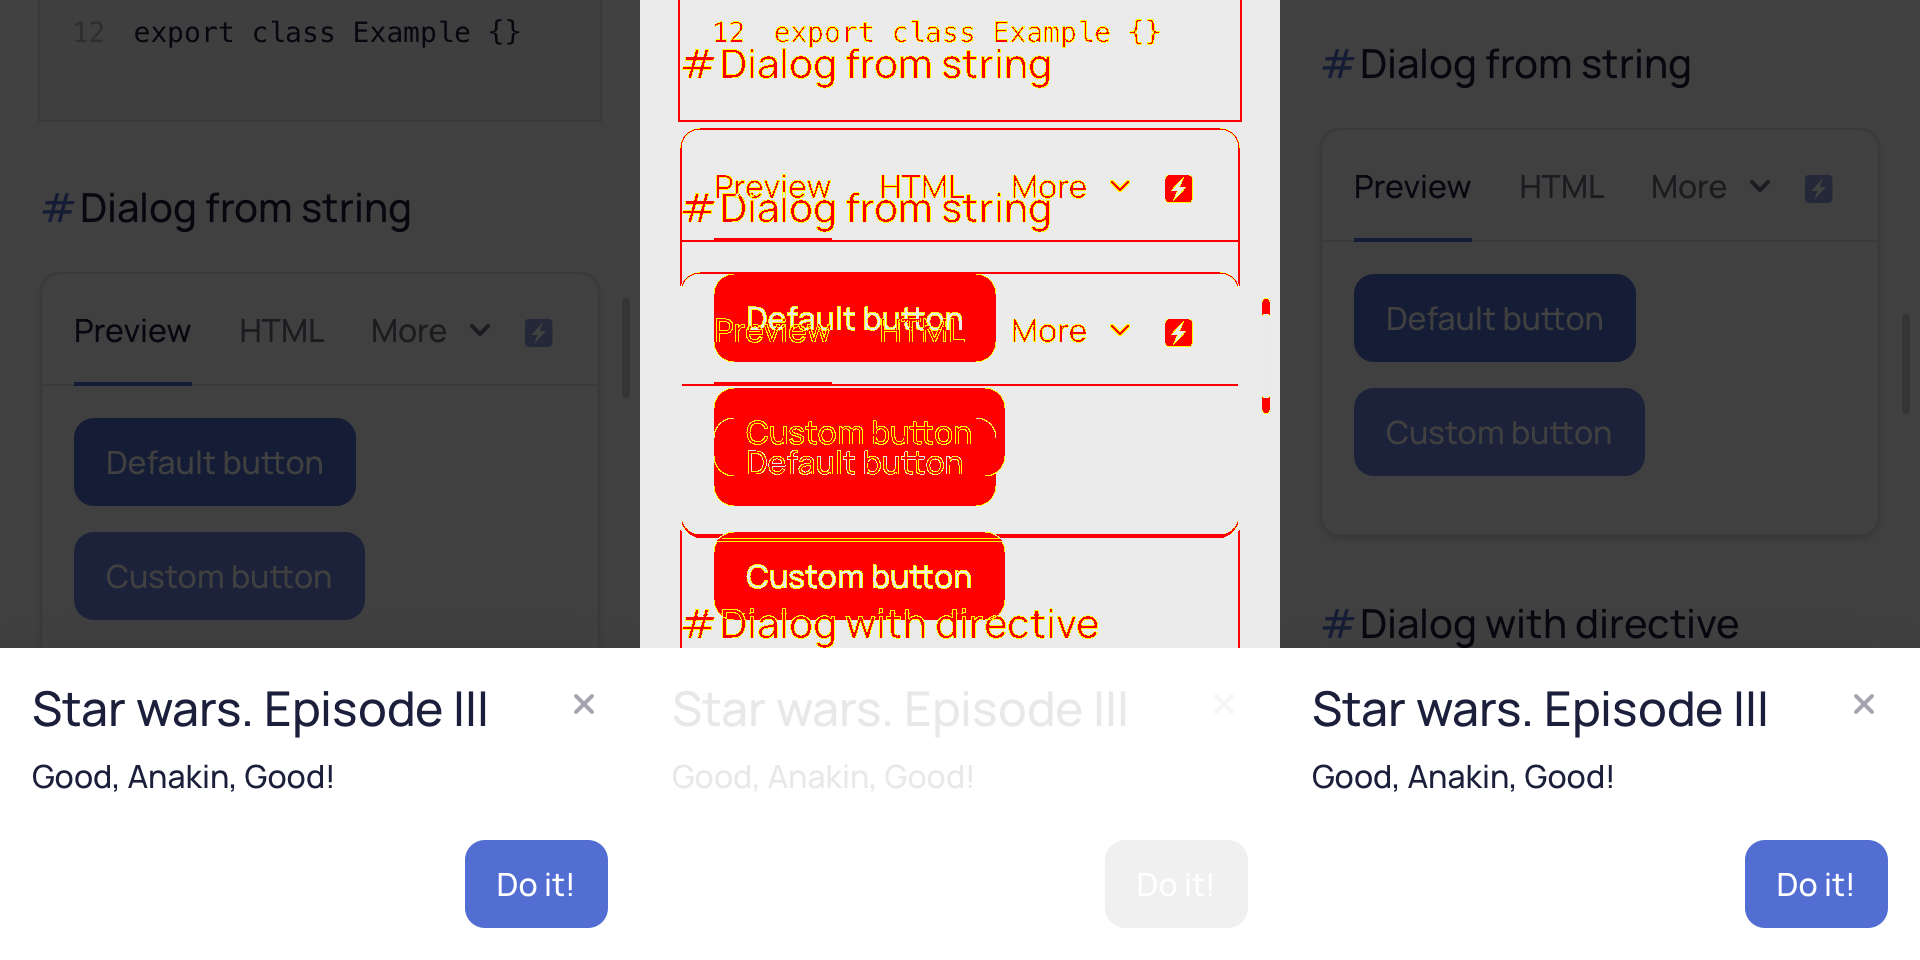 12 export class Example {}
# Dialog from string
Preview HTML More
Default button
Custom button
Star wars. Episode III
Good, Anakin, Good!
Do it!
12 export class Example {}
# Dialog from string
Preview HTML More
# Dialog from string
Default button
Preview HTML More
Custom button
Default button
Custom button
# Dialog with directive
Star wars. Episode III
Good, Anakin, Good!
Do it!
# Dialog from string
Preview HTML More
Default button
Custom button
# Dialog with directive
Star wars. Episode III
Good, Anakin, Good!
Do it!